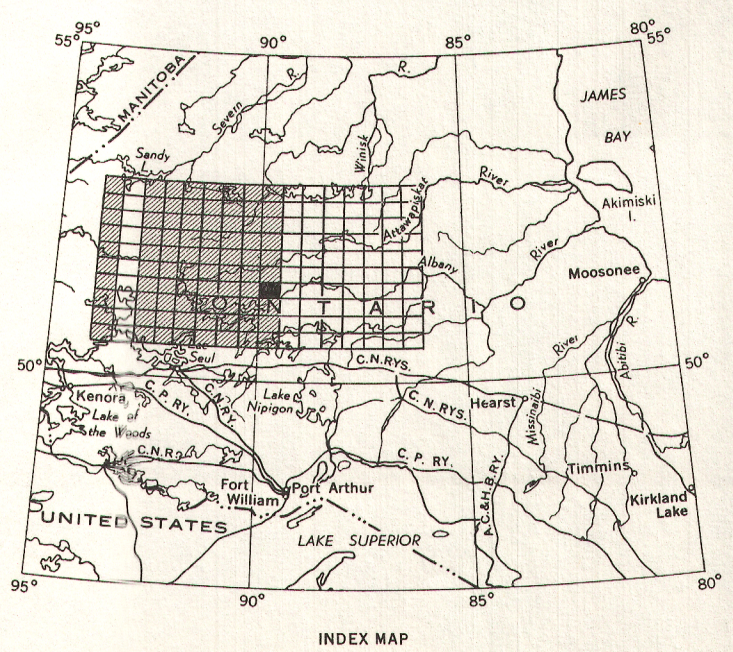 95°
55°
90°
85°
80°
55°
MANITOBA
Severn
R.
R.
Winisk
JAMES
BAY
Sandy
L.
River
Attawapiskat
Akimiski
I.
River
Albany
Moosonee
O N T A R I O
Lac
Seul
River
Abitibi
R.
50°
50°
C.N.RYS.
Kenora
C. P. RY.
C.N.RY.
Lake
Nipigon
C. N. RYS.
Hearst
Missinaibi
Lake of
the Woods
C.N.R.
C. P. RY.
Timmins
Fort
William
Port Arthur
A.C.&H.B.RY.
Kirkland
Lake
UNITED STATES
LAKE SUPERIOR
95°
90°
85°
80°
INDEX MAP